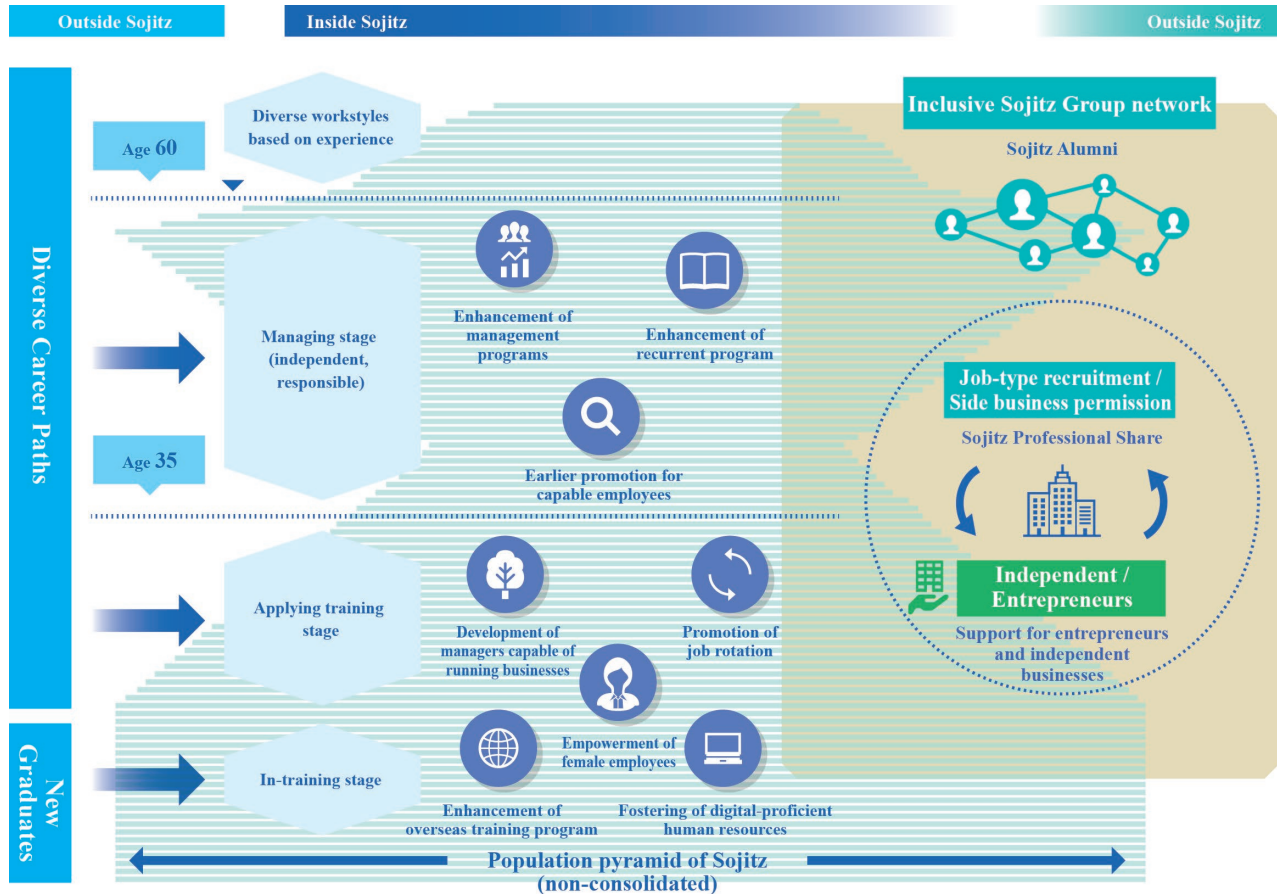 Outside Sojitz
Inside Sojitz
Outside Sojitz
Diverse Career Paths
New
Graduates
Age 60
Diverse workstyles
based on experience
Managing stage
(independent,
responsible)
Age 35
Applying training
stage
In-training stage
Enhancement of
management
programs
Enhancement of
recurrent program
Earlier promotion for
capable employees
Development of
managers capable of
running businesses
Promotion of
job rotation
Empowerment of
female employees
Enhancement of
overseas training program
Fostering of digital-proficient
human resources
Population pyramid of Sojitz
(non-consolidated)
Inclusive Sojitz Group network
Sojitz Alumni
Job-type recruitment /
Side business permission
Sojitz Professional Share
Independent /
Entrepreneurs
Support for entrepreneurs
and independent
businesses